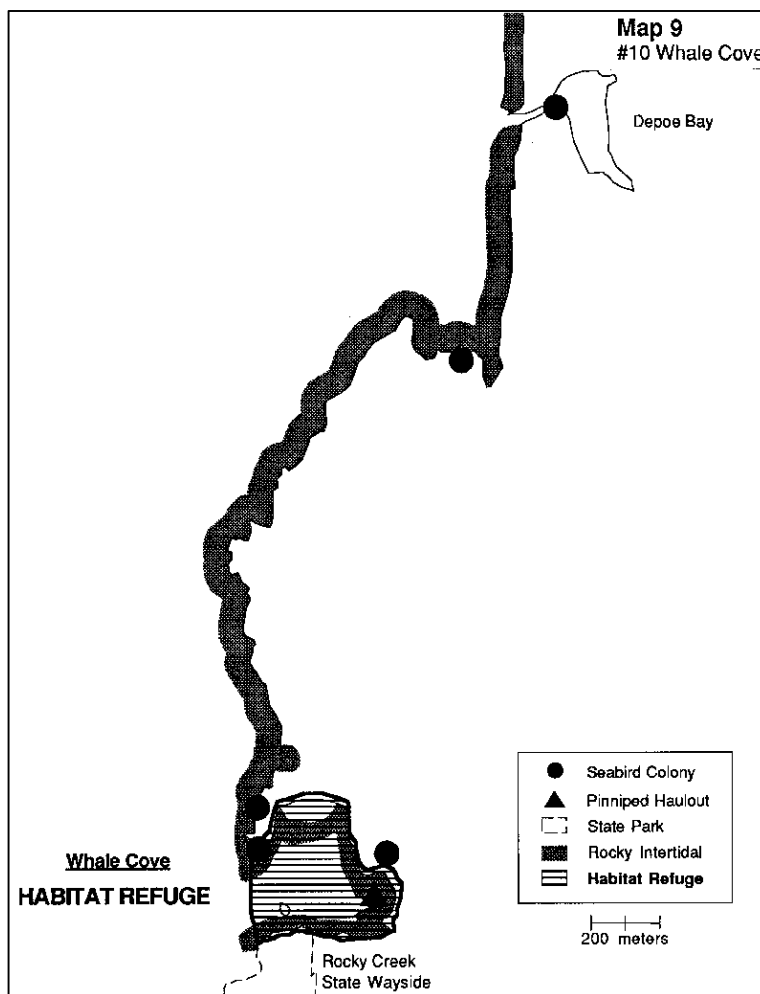 Map 9
#10 Whale Cove
Depoe Bay
Seabird Colony
Pinniped Haulout
State Park
Rocky Intertidal
Habitat Refuge
200 meters
Whale Cove
HABITAT REFUGE
Rocky Creek
State Wayside